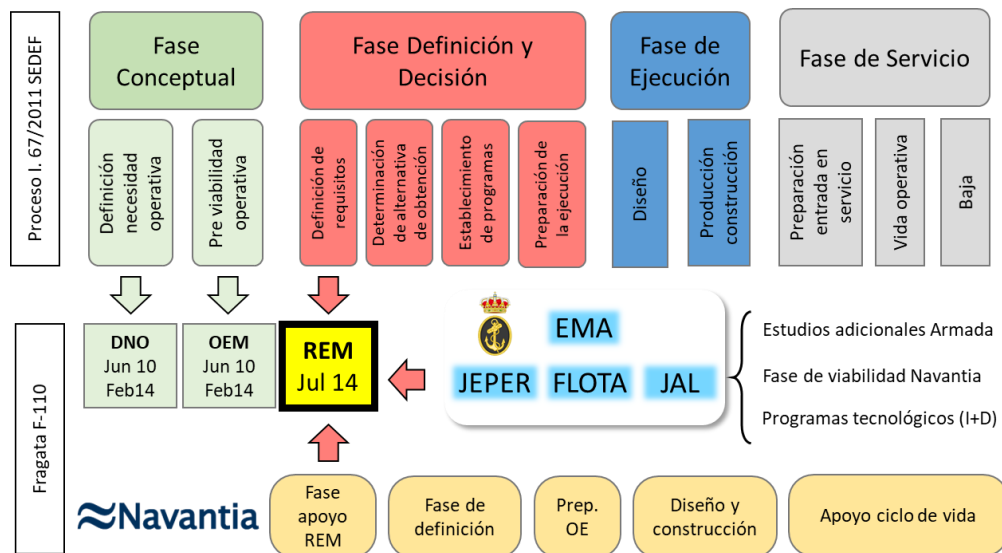 Proceso I. 67/2011 SEDEF
Fase
Conceptual
Fase Definición y
Decisión
Fase de
Ejecución
Fase de Servicio
Definición
necesidad
operativa
Pre viabilidad
operativa
Definición de
requisitos
Determinación
de alternativa
de obtención
Establecimiento
de programas
Preparación de
la ejecución
Diseño
Producción
construcción
Preparación
entrada en
servicio
Vida operativa
Baja
Fragata F-110
DNO
Jun 10
Feb14
OEM
Jun 10
Feb14
REM
Jul 14
EMA
JEPER
FLOTA
JAL
Estudios adicionales Armada
Fase de viabilidad Navantia
Programas tecnológicos (I+D)
Navantia
Fase
apoyo
REM
Fase de
definición
Prep.
OE
Diseño y
construcción
Apoyo ciclo de vida